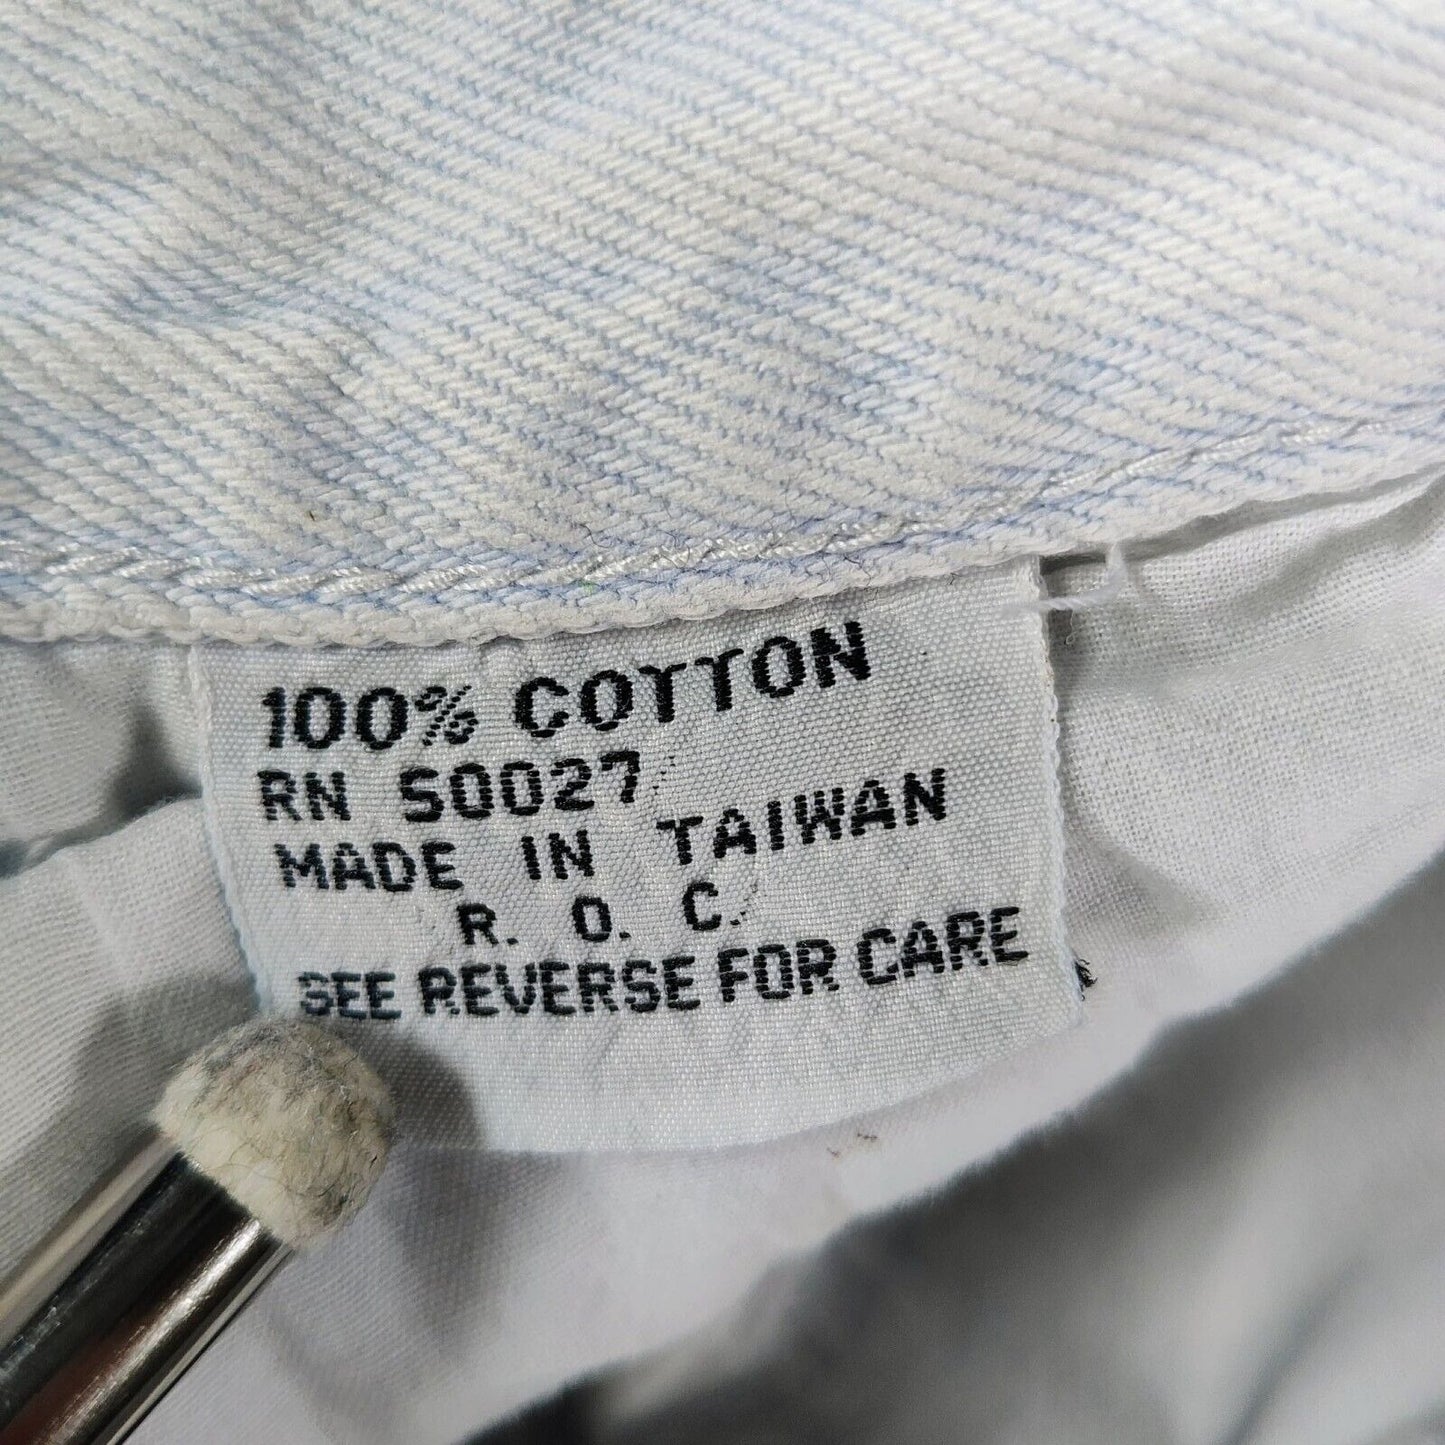 100% COTTON
RN 50027
MADE IN TAIWAN
R. O. C.
SEE REVERSE FOR CARE